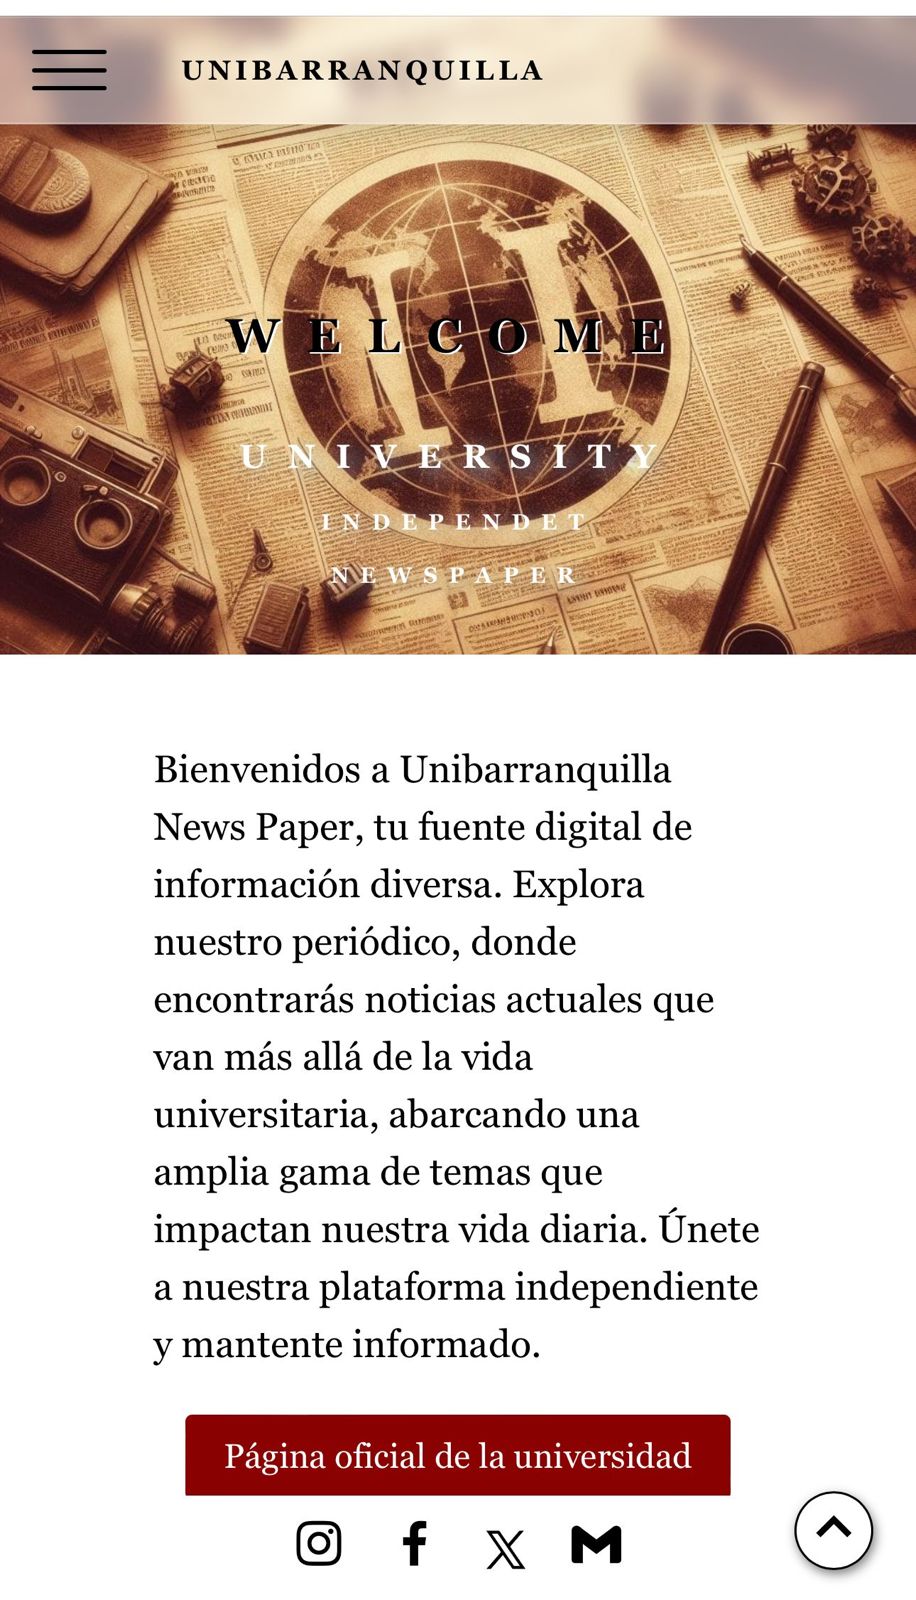 UNIBARRANQUILLA
WELCOME
UNIVERSITY
INDEPENDET
NEWSPAPER
Bienvenidos a Unibarranquilla
News Paper, tu fuente digital de
información diversa. Explora
nuestro periódico, donde
encontrarás noticias actuales que
van más allá de la vida
universitaria, abarcando una
amplia gama de temas que
impactan nuestra vida diaria. Únete
a nuestra plataforma independiente
y mantente informado.
Página oficial de la universidad